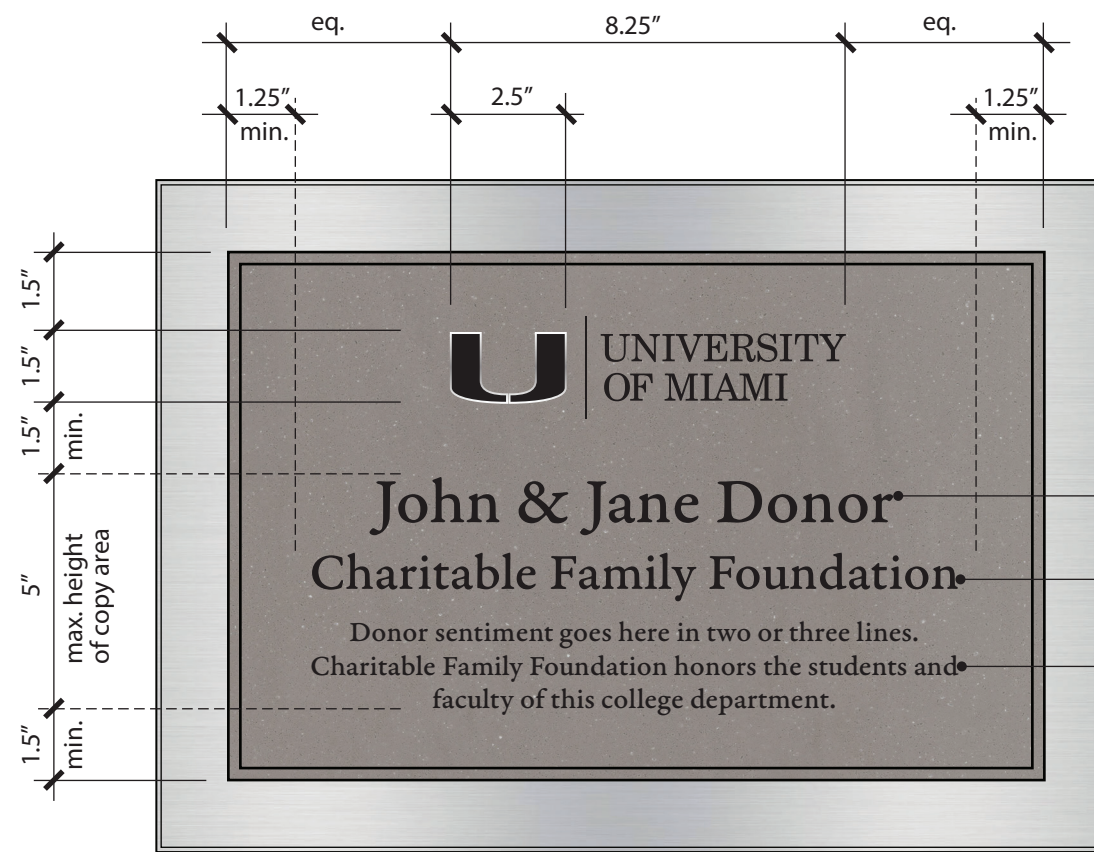 eq.
8.25”
eq.
1.25”
min.
2.5”
1.25”
min.
1.5”
1.5”
1.5”
min.
5”
max. height
of copy area
1.5”
min.
UNIVERSITY
OF MIAMI
John & Jane Donor
Charitable Family Foundation
Donor sentiment goes here in two or three lines.
Charitable Family Foundation honors the students and
faculty of this college department.